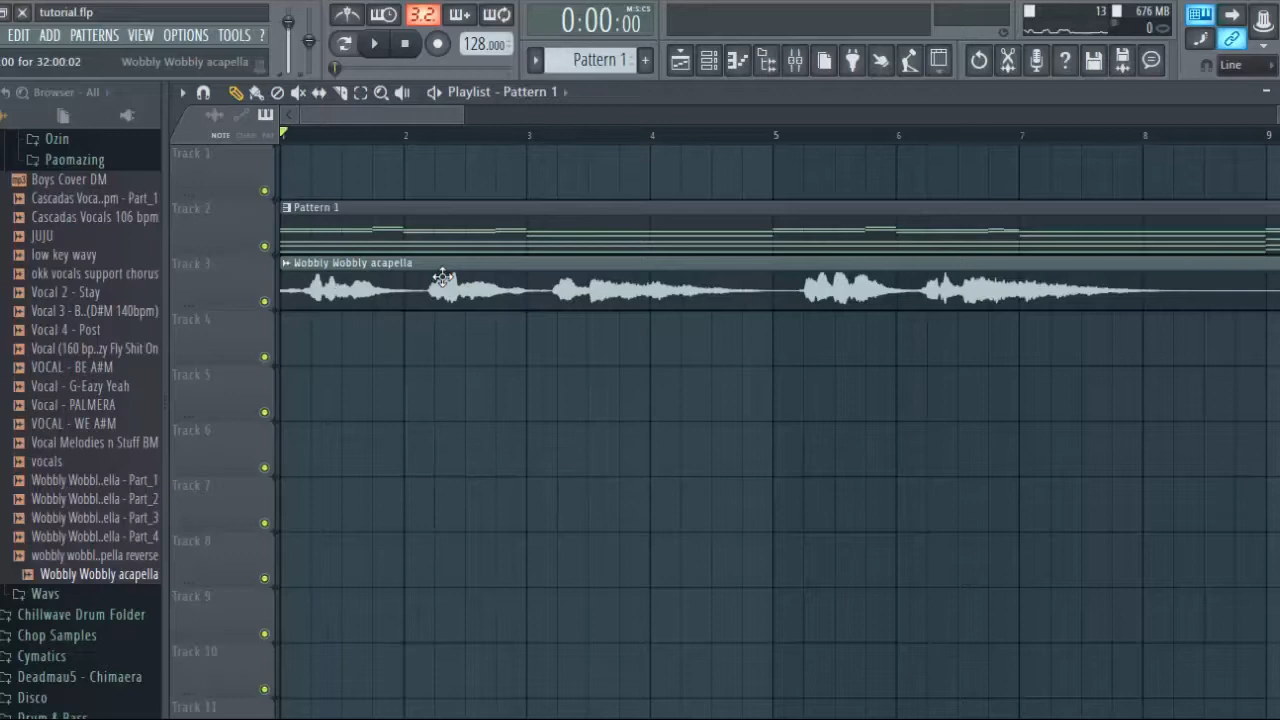 tutorial.flp
EDIT ADD PATTERNS VIEW OPTIONS TOOLS ?
:00 for 32:00:02 Wobbly Wobbly acapella
3.2
128.000
0:00:00
M:S:CS
Pattern 1
13 676 MB
0
Line
Browser - All
Playlist - Pattern 1
NOTE CHAN PAT
1 2 3 4 5 6 7 8 9
Ozin
Paomazing
Boys Cover DM
Cascadas Voca..pm - Part_1
Cascadas Vocals 106 bpm
JUJU
low key wavy
okk vocals support chorus
Vocal 2 - Stay
Vocal 3 - B..(D#M 140bpm)
Vocal 4 - Post
Vocal (160 bp..zy Fly Shit On
VOCAL - BE A#M
Vocal - G-Eazy Yeah
Vocal - PALMERA
VOCAL - WE A#M
Vocal Melodies n Stuff BM
vocals
Wobbly Wobbl..ella - Part_1
Wobbly Wobbl..ella - Part_2
Wobbly Wobbl..ella - Part_3
Wobbly Wobbl..ella - Part_4
wobbly wobbl..pella reverse
Wobbly Wobbly acapella
Wavs
Chillwave Drum Folder
Chop Samples
Cymatics
Deadmau5 - Chimaera
Disco
Drum & Bass
Track 1
Track 2
Pattern 1
Track 3
Wobbly Wobbly acapella
Track 4
Track 5
Track 6
Track 7
Track 8
Track 9
Track 10
Track 11